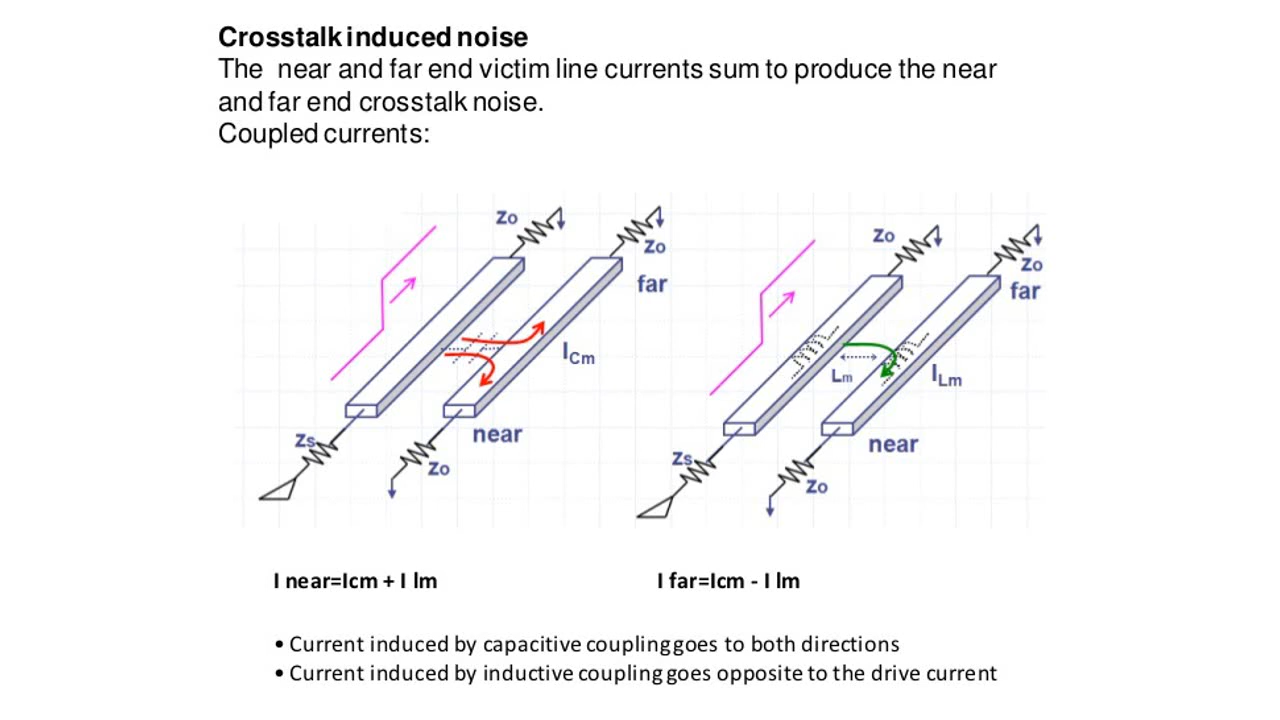 Crosstalk induced noise
The near and far end victim line currents sum to produce the near
and far end crosstalk noise.
Coupled currents:
Zo
Zo
far
ICm
near
Zs
Zo
Zo
Zo
far
Lm
ILm
near
Zs
Zo
I near=Icm + I lm
I far=Icm - I lm
• Current induced by capacitive coupling goes to both directions
• Current induced by inductive coupling goes opposite to the drive current